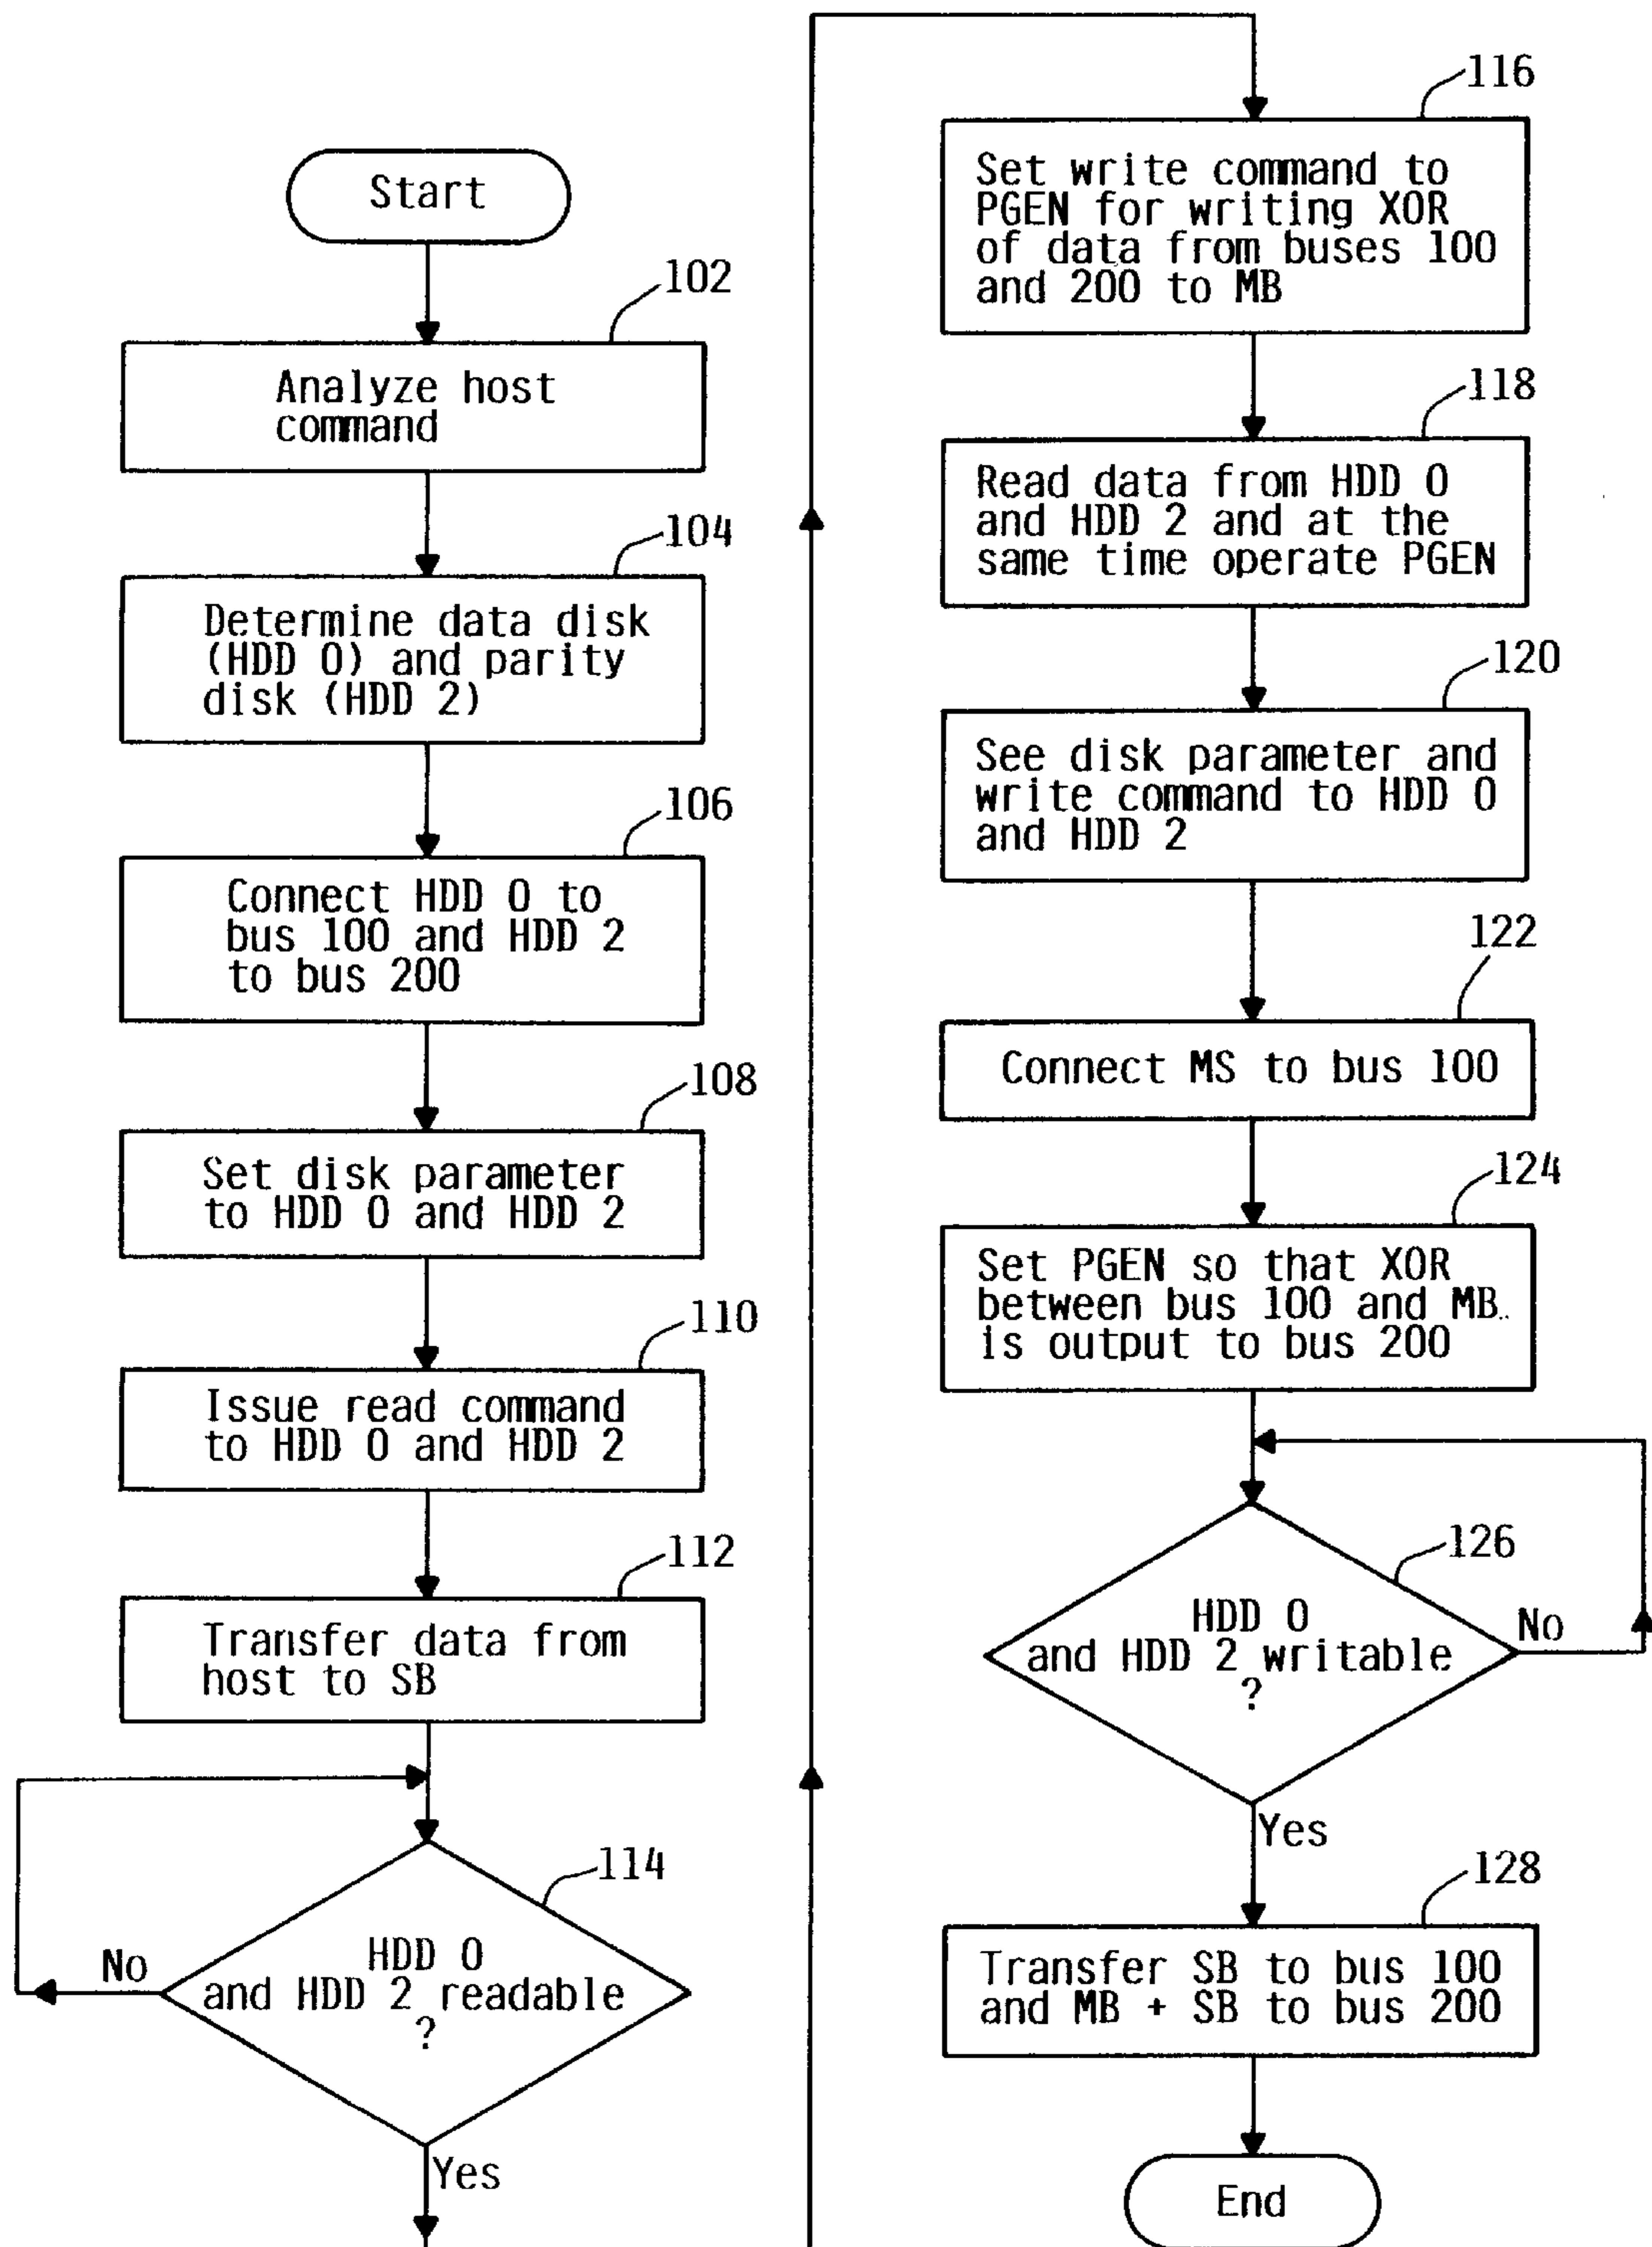 Start
102
Analyze host
command
104
Determine data disk
(HDD 0) and parity
disk (HDD 2)
106
Connect HDD 0 to
bus 100 and HDD 2
to bus 200
108
Set disk parameter
to HDD 0 and HDD 2
110
Issue read command
to HDD 0 and HDD 2
112
Transfer data from
host to SB
114
HDD 0
and HDD 2 readable
?
No
Yes
116
Set write command to
PGEN for writing XOR
of data from buses 100
and 200 to MB
118
Read data from HDD 0
and HDD 2 and at the
same time operate PGEN
120
See disk parameter and
write command to HDD 0
and HDD 2
122
Connect MS to bus 100
124
Set PGEN so that XOR
between bus 100 and MB
is output to bus 200
126
HDD 0
and HDD 2 writable
?
No
Yes
128
Transfer SB to bus 100
and MB + SB to bus 200
End